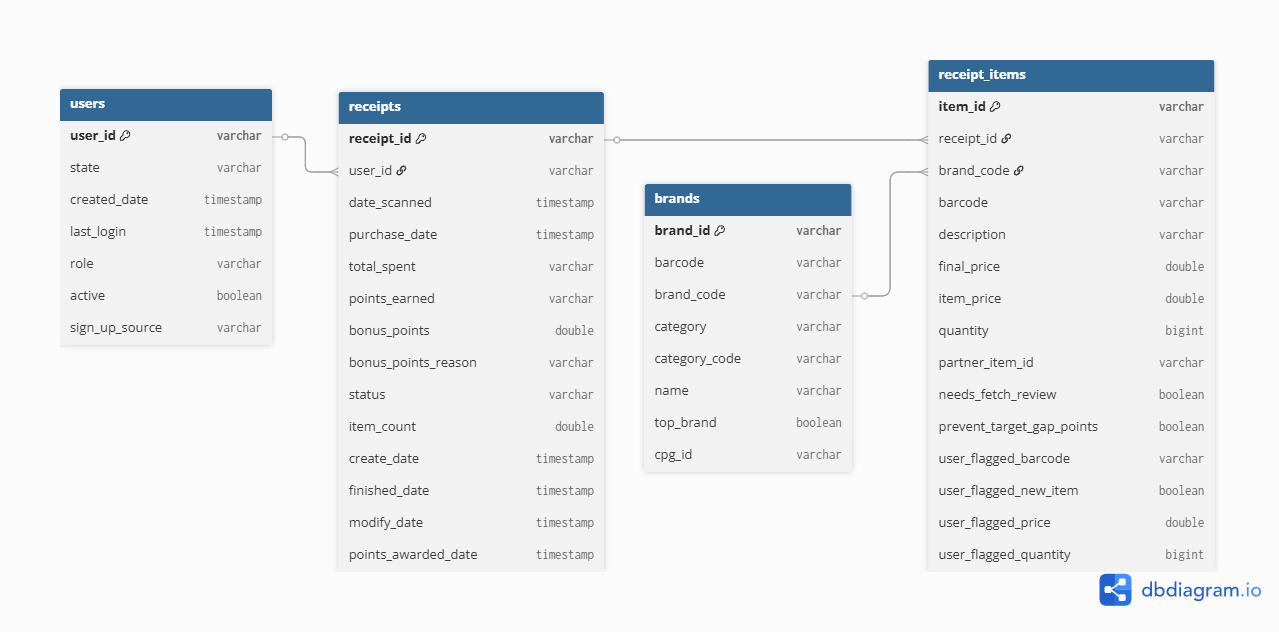 users
user_id varchar
state varchar
created_date timestamp
last_login timestamp
role varchar
active boolean
sign_up_source varchar
receipts
receipt_id varchar
user_id varchar
date_scanned timestamp
purchase_date timestamp
total_spent varchar
points_earned varchar
bonus_points double
bonus_points_reason varchar
status varchar
item_count double
create_date timestamp
finished_date timestamp
modify_date timestamp
points_awarded_date timestamp
brands
brand_id varchar
barcode varchar
brand_code varchar
category varchar
category_code varchar
name varchar
top_brand boolean
cpg_id varchar
receipt_items
item_id varchar
receipt_id varchar
brand_code varchar
barcode varchar
description varchar
final_price double
item_price double
quantity bigint
partner_item_id varchar
needs_fetch_review boolean
prevent_target_gap_points boolean
user_flagged_barcode varchar
user_flagged_new_item boolean
user_flagged_price double
user_flagged_quantity bigint
dbdiagram.io